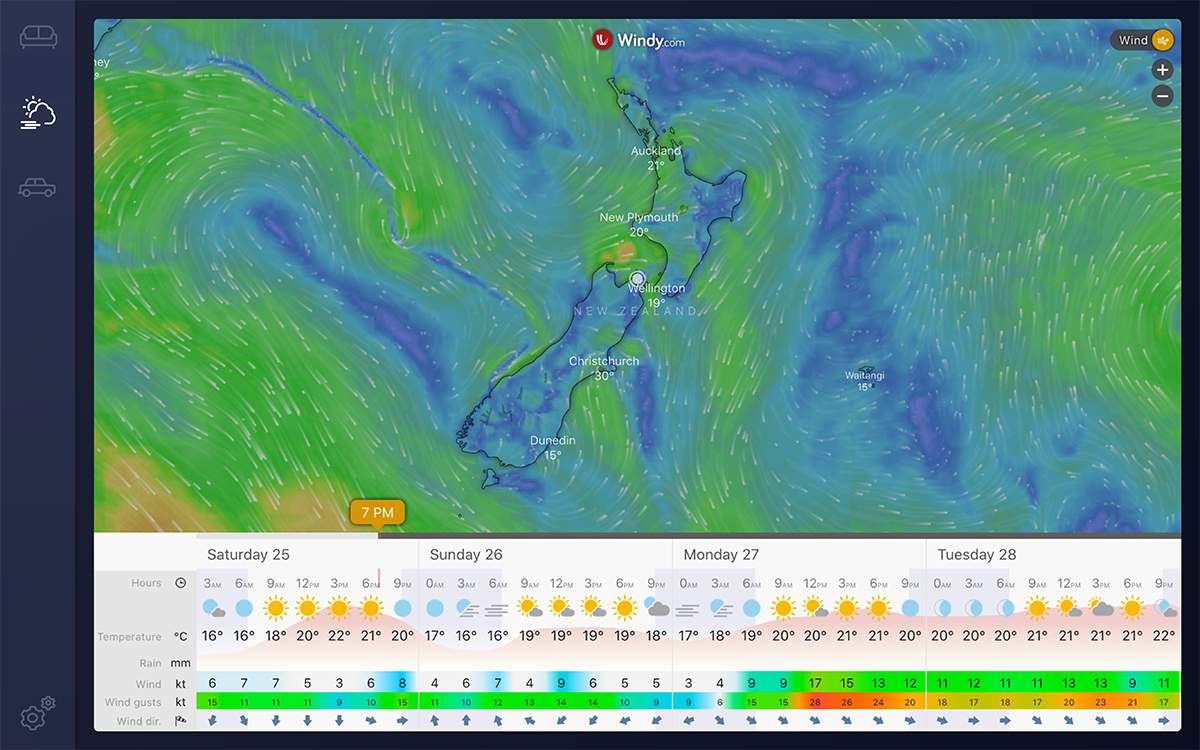 Windy.com
Wind
+
−
ney
9°
Auckland
21°
New Plymouth
20°
Wellington
19°
NEW ZEALAND
Christchurch
30°
Waitangi
15°
Dunedin
15°
7 PM
Saturday 25 Sunday 26 Monday 27 Tuesday 28
Hours 3AM 6AM 9AM 12PM 3PM 6PM 9PM 0AM 3AM 6AM 9AM 12PM 3PM 6PM 9PM 0AM 3AM 6AM 9AM 12PM 3PM 6PM 9PM 0AM 3AM 6AM 9AM 12PM 3PM 6PM 9PM
Temperature °C 16° 16° 18° 20° 22° 21° 20° 17° 16° 16° 19° 19° 19° 19° 18° 17° 18° 19° 20° 20° 21° 21° 20° 20° 20° 20° 21° 21° 21° 21° 22°
Rain mm
Wind kt 6 7 7 5 3 6 8 4 6 7 4 9 6 5 5 3 4 9 9 17 15 13 12 11 12 11 11 13 13 9 11
Wind gusts kt 15 11 11 11 9 10 15 11 10 12 13 14 14 10 9 9 6 15 15 28 26 24 20 18 17 18 17 20 23 21 17
Wind dir.